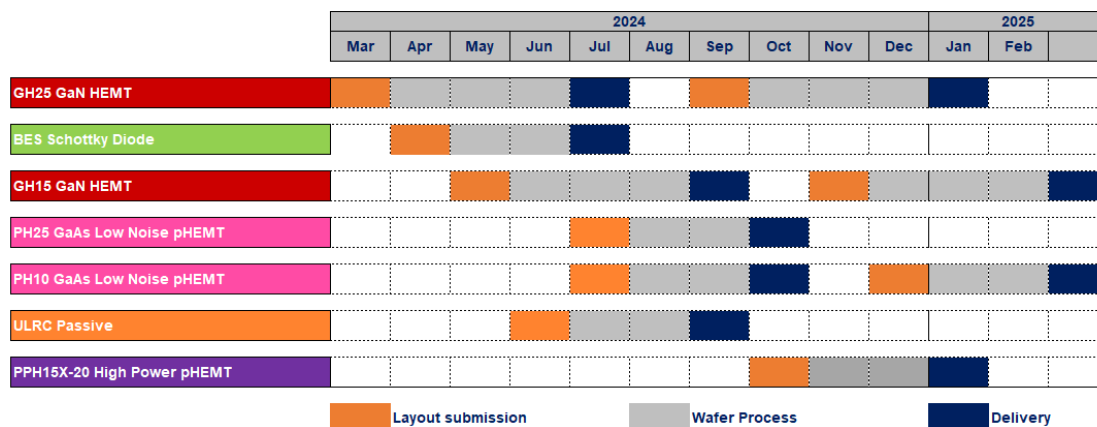 2024 2025
Mar Apr May Jun Jul Aug Sep Oct Nov Dec Jan Feb
GH25 GaN HEMT
BES Schottky Diode
GH15 GaN HEMT
PH25 GaAs Low Noise pHEMT
PH10 GaAs Low Noise pHEMT
ULRC Passive
PPH15X-20 High Power pHEMT
Layout submission Wafer Process Delivery